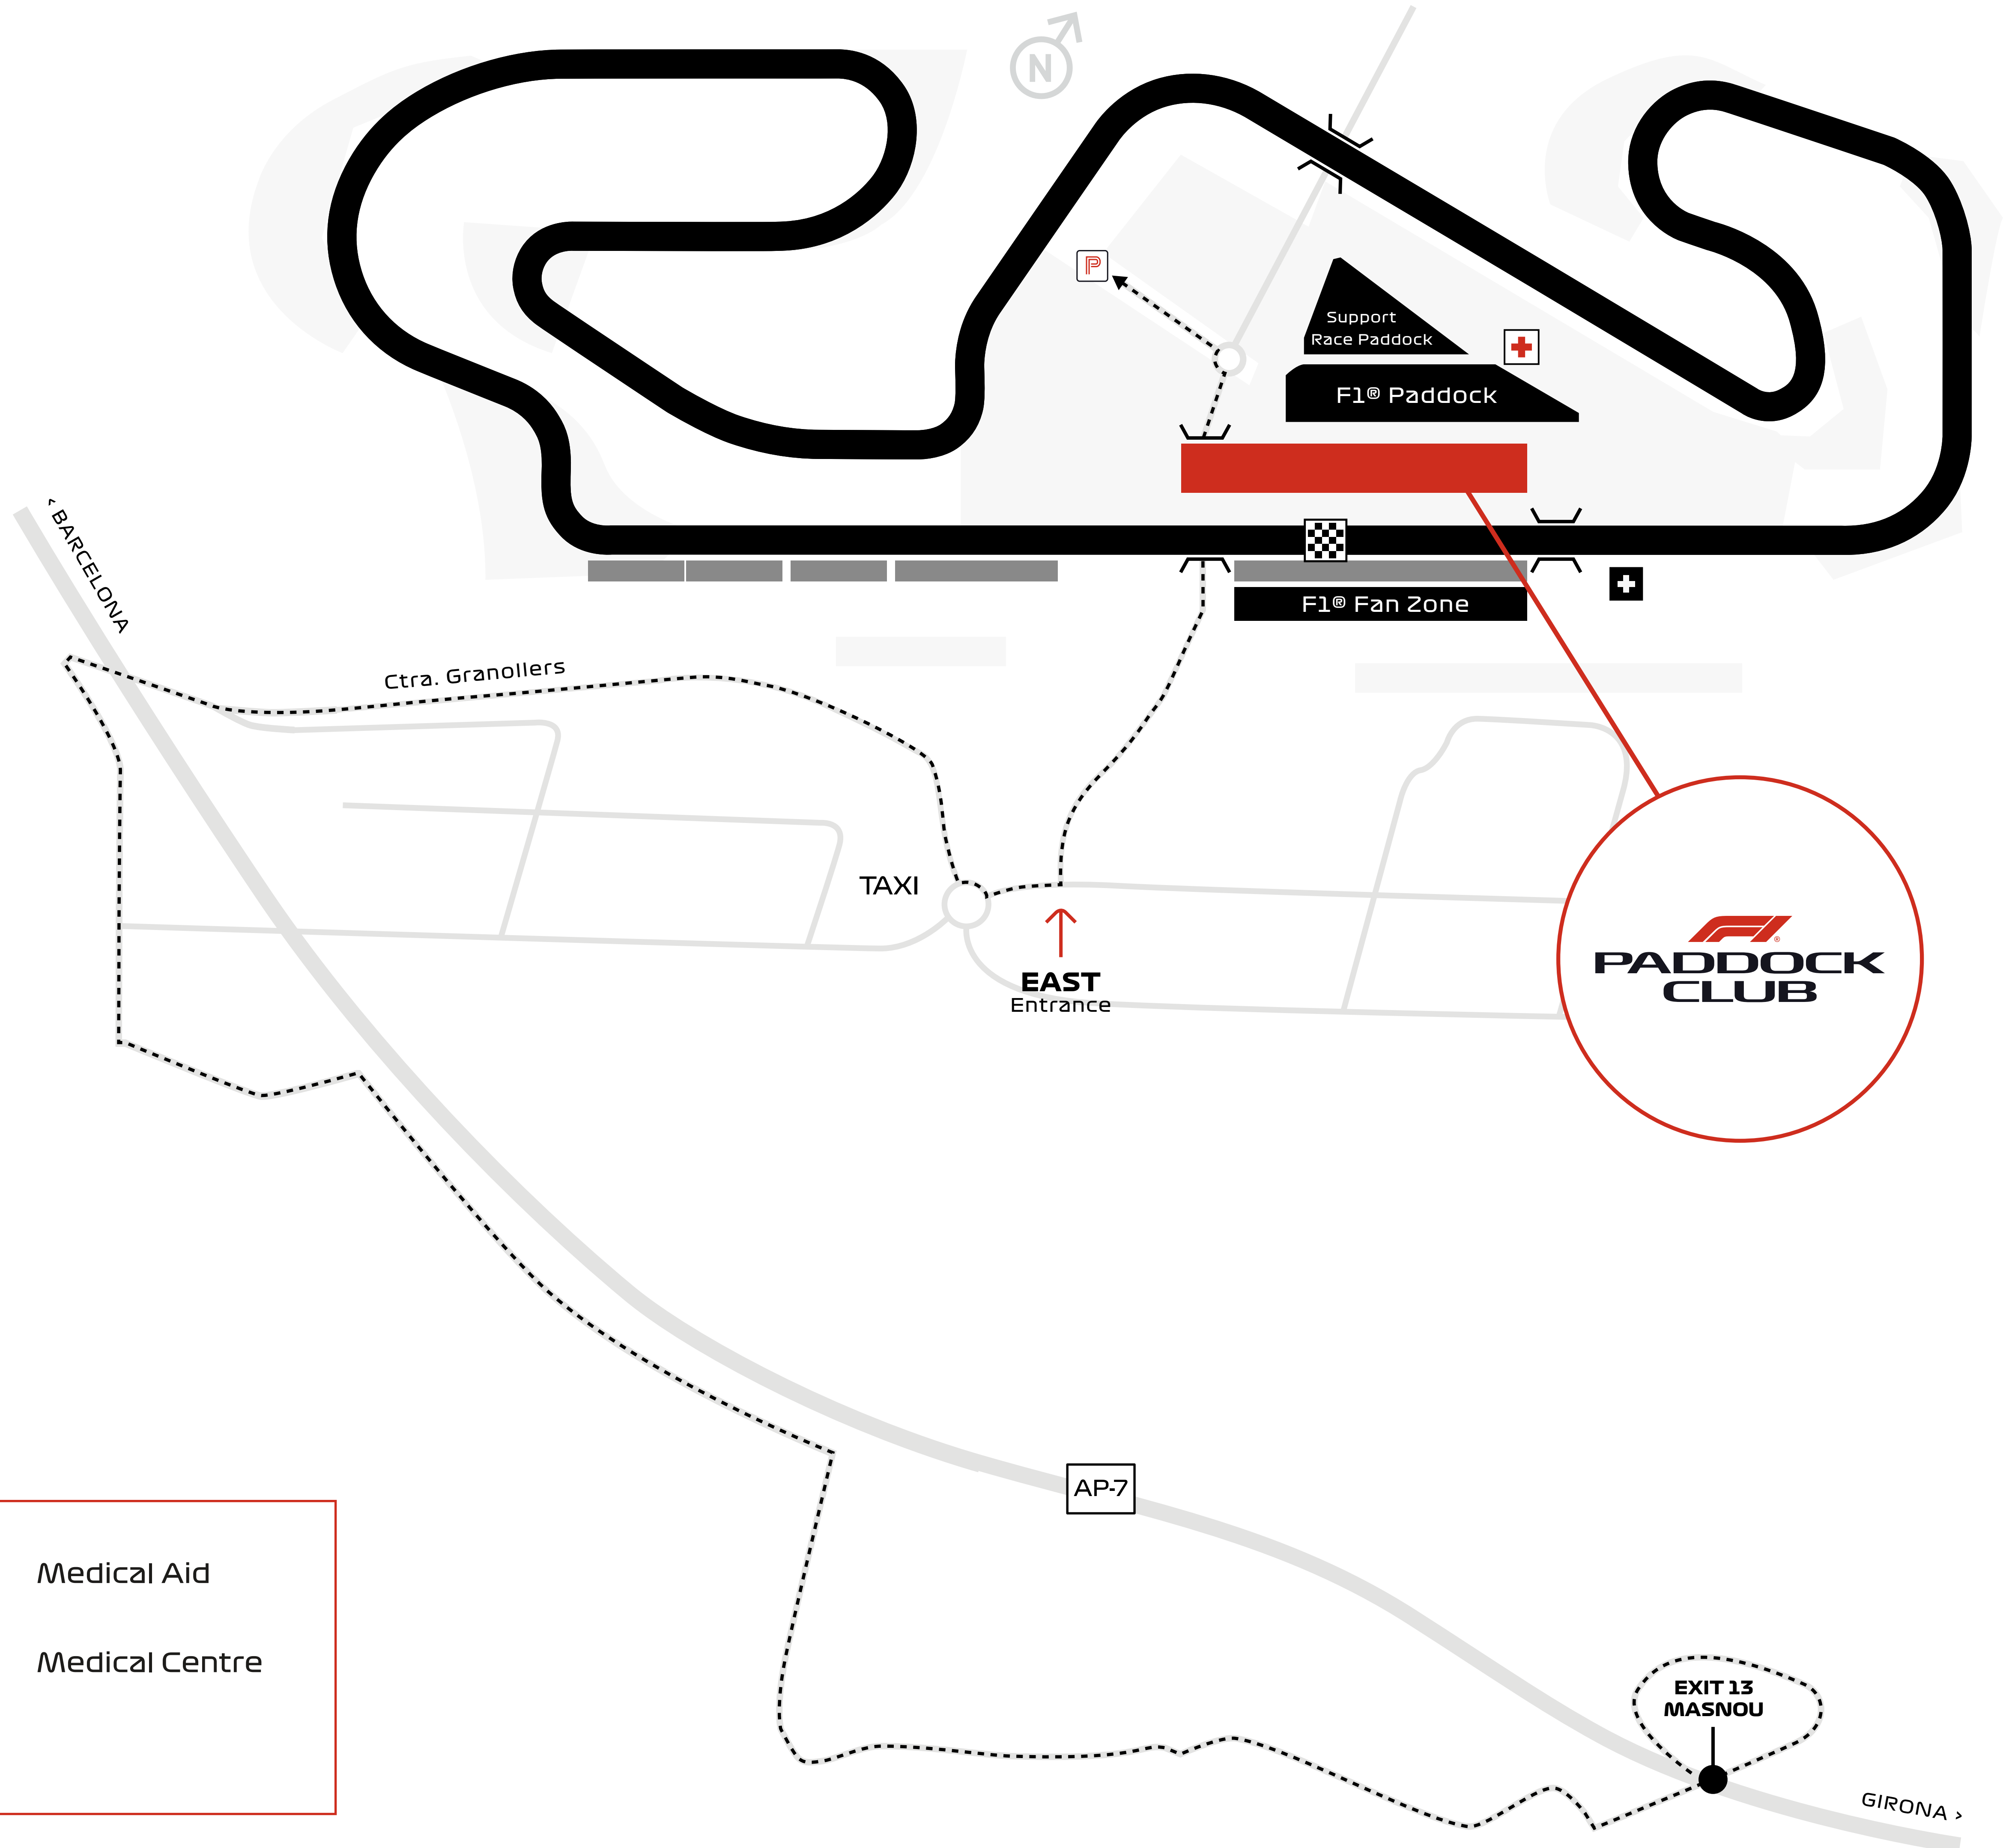 N
P
Support
Race Paddock
F1® Paddock
F1® Fan Zone
‹ BARCELONA
Ctra. Granollers
TAXI
EAST
Entrance
F1®
PADDOCK
CLUB
AP-7
Medical Aid
Medical Centre
EXIT 13
MASNOU
GIRONA ›